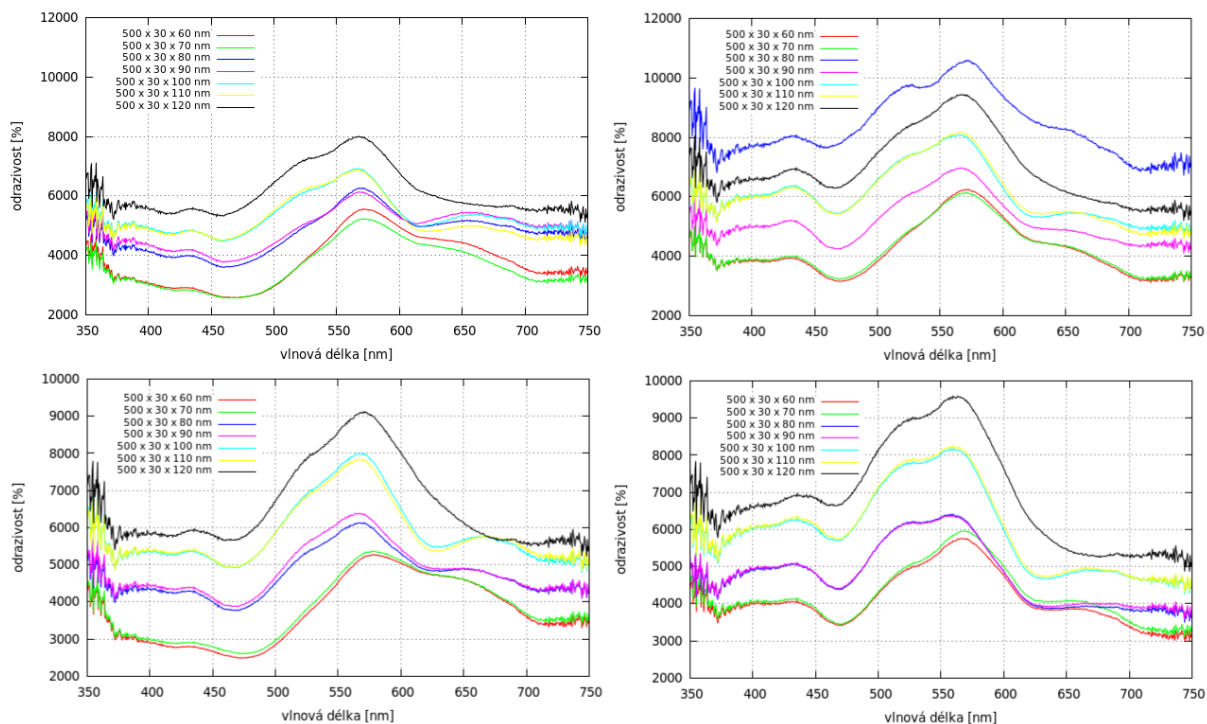 12000
10000
8000
6000
4000
2000
odrazivost [%]
500 x 30 x 60 nm
500 x 30 x 70 nm
500 x 30 x 80 nm
500 x 30 x 90 nm
500 x 30 x 100 nm
500 x 30 x 110 nm
500 x 30 x 120 nm
350 400 450 500 550 600 650 700 750
vlnová délka [nm]
12000
10000
8000
6000
4000
2000
odrazivost [%]
500 x 30 x 60 nm
500 x 30 x 70 nm
500 x 30 x 80 nm
500 x 30 x 90 nm
500 x 30 x 100 nm
500 x 30 x 110 nm
500 x 30 x 120 nm
350 400 450 500 550 600 650 700 750
vlnová délka [nm]
10000
9000
8000
7000
6000
5000
4000
3000
2000
odrazivost [%]
500 x 30 x 60 nm
500 x 30 x 70 nm
500 x 30 x 80 nm
500 x 30 x 90 nm
500 x 30 x 100 nm
500 x 30 x 110 nm
500 x 30 x 120 nm
350 400 450 500 550 600 650 700 750
vlnová délka [nm]
10000
9000
8000
7000
6000
5000
4000
3000
2000
odrazivost [%]
500 x 30 x 60 nm
500 x 30 x 70 nm
500 x 30 x 80 nm
500 x 30 x 90 nm
500 x 30 x 100 nm
500 x 30 x 110 nm
500 x 30 x 120 nm
350 400 450 500 550 600 650 700 750
vlnová délka [nm]